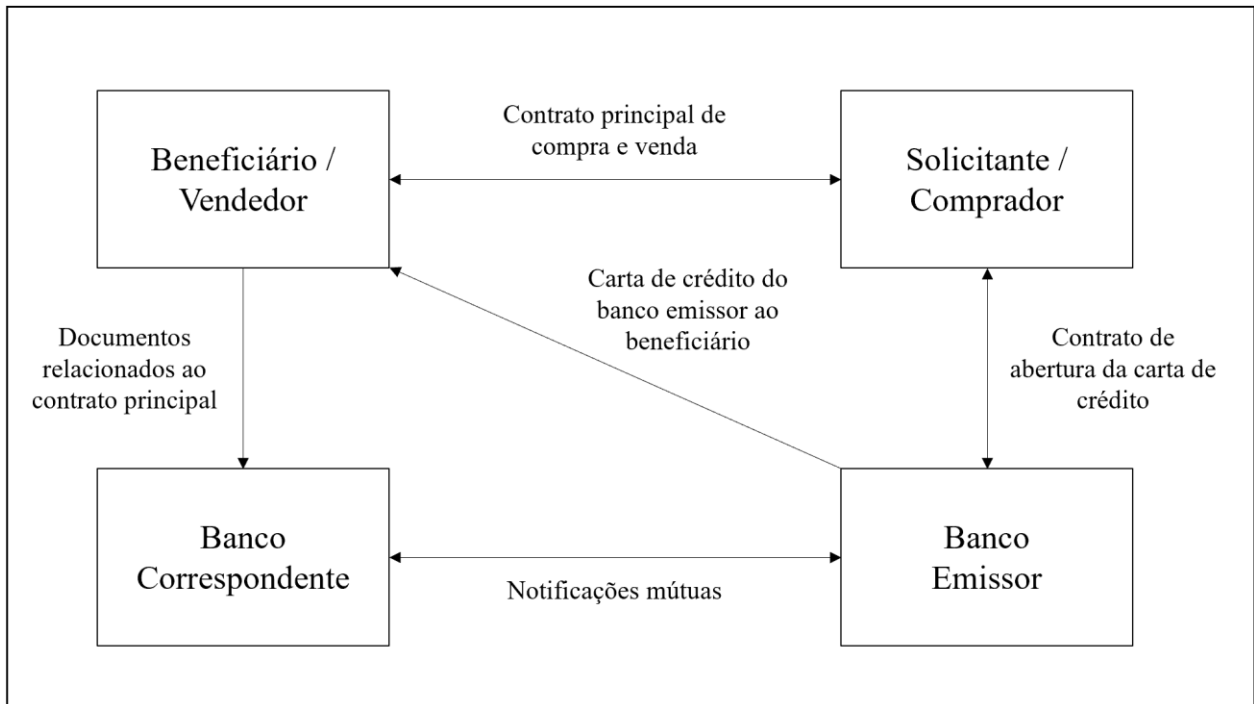 Beneficiário /
Vendedor
Contrato principal de
compra e venda
Solicitante /
Comprador
Documentos
relacionados ao
contrato principal
Carta de crédito do
banco emissor ao
beneficiário
Contrato de
abertura da carta de
crédito
Banco
Correspondente
Notificações mútuas
Banco
Emissor